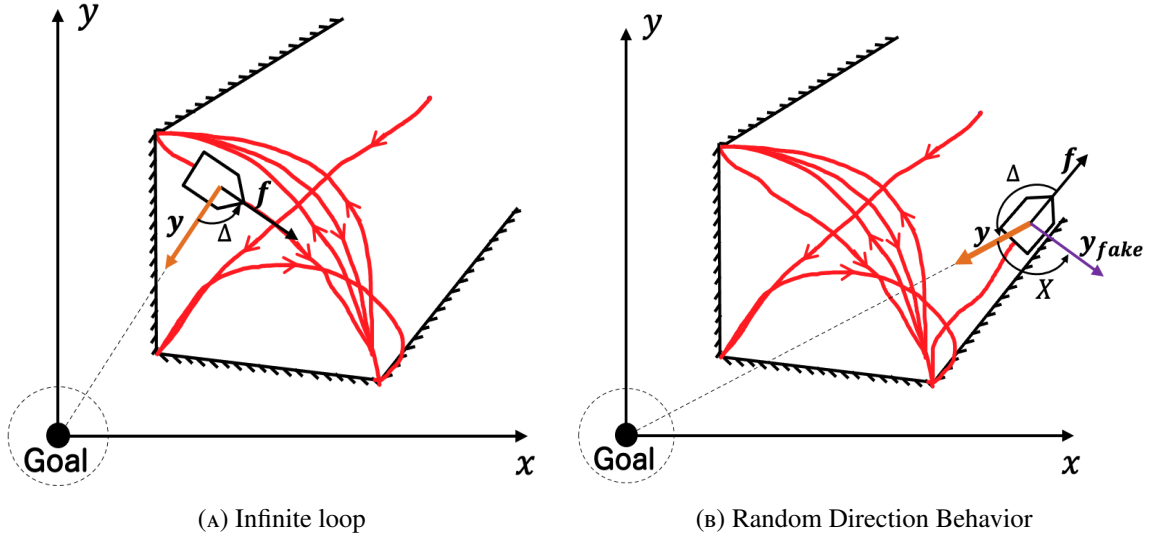 y
f
y
Δ
Goal
x
(A) Infinite loop
y
f
Δ
y
y_fake
X
Goal
x
(B) Random Direction Behavior